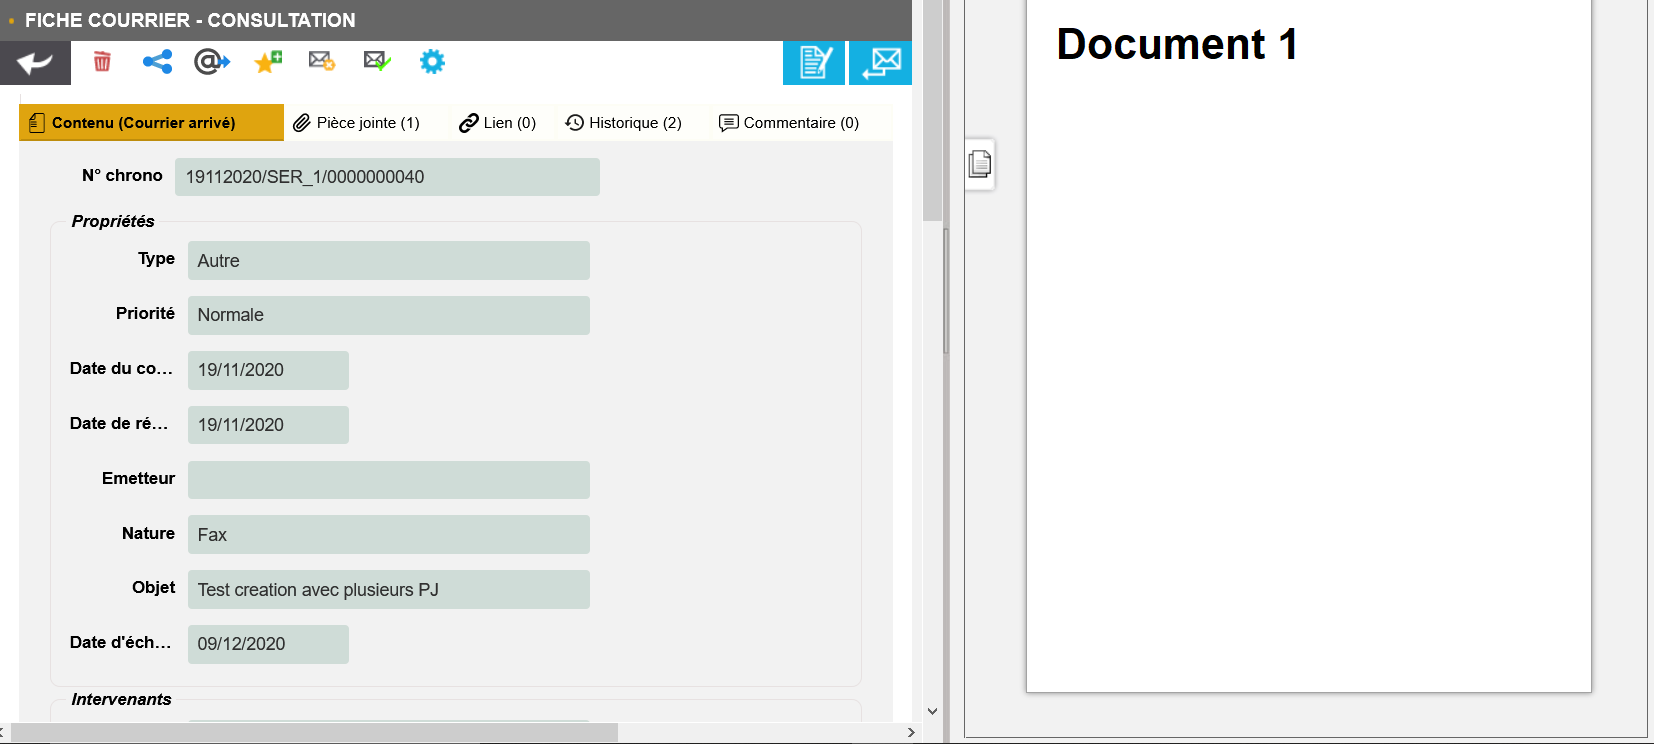 FICHE COURRIER - CONSULTATION
Contenu (Courrier arrivé)
Pièce jointe (1)
Lien (0)
Historique (2)
Commentaire (0)
N° chrono
19112020/SER_1/0000000040
Propriétés
Type
Autre
Priorité
Normale
Date du co...
19/11/2020
Date de ré...
19/11/2020
Emetteur
Nature
Fax
Objet
Test creation avec plusieurs PJ
Date d'éch...
09/12/2020
Intervenants
Document 1